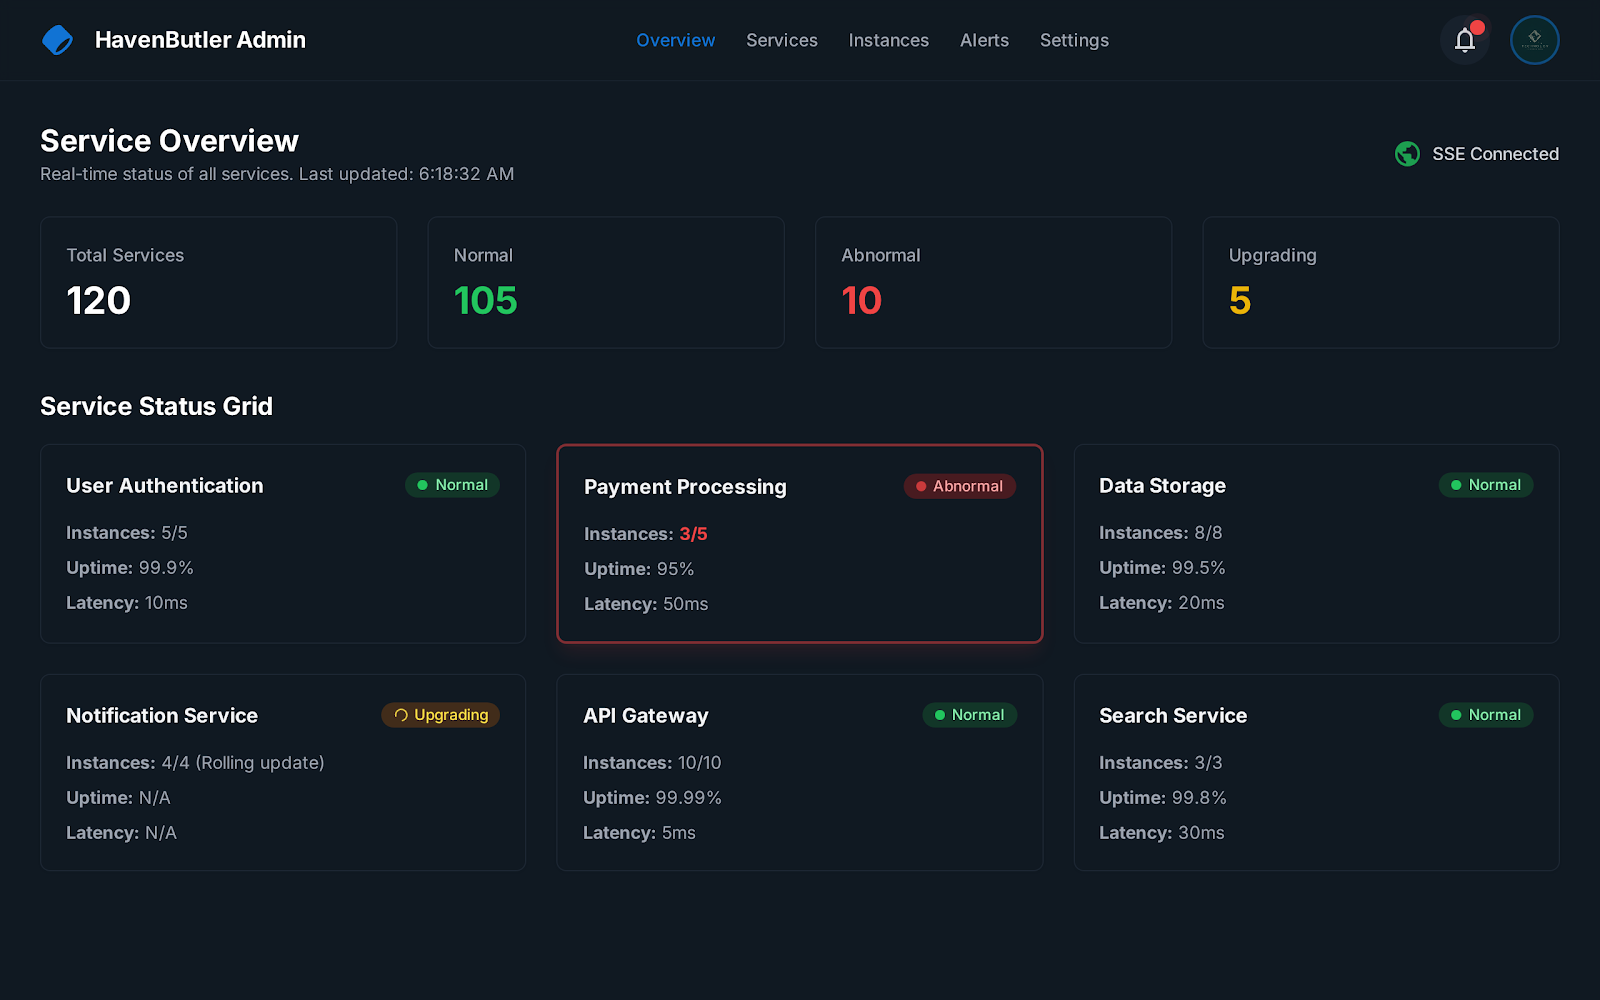 HavenButler Admin
Overview Services Instances Alerts Settings
Service Overview
Real-time status of all services. Last updated: 6:18:32 AM
SSE Connected
Total Services
120
Normal
105
Abnormal
10
Upgrading
5
Service Status Grid
User Authentication
Normal
Instances: 5/5
Uptime: 99.9%
Latency: 10ms
Payment Processing
Abnormal
Instances: 3/5
Uptime: 95%
Latency: 50ms
Data Storage
Normal
Instances: 8/8
Uptime: 99.5%
Latency: 20ms
Notification Service
Upgrading
Instances: 4/4 (Rolling update)
Uptime: N/A
Latency: N/A
API Gateway
Normal
Instances: 10/10
Uptime: 99.99%
Latency: 5ms
Search Service
Normal
Instances: 3/3
Uptime: 99.8%
Latency: 30ms